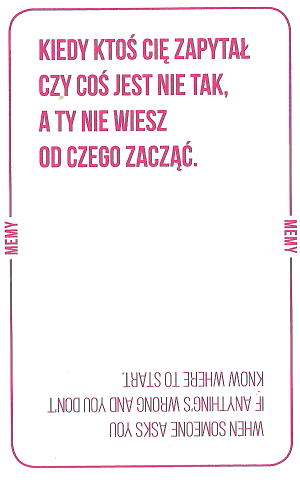 KIEDY KTOŚ CIĘ ZAPYTAŁ
CZY COŚ JEST NIE TAK,
A TY NIE WIESZ
OD CZEGO ZACZĄĆ.
MEMY
MEMY
WHEN SOMEONE ASKS YOU
IF ANYTHING'S WRONG AND YOU DON'T
KNOW WHERE TO START.